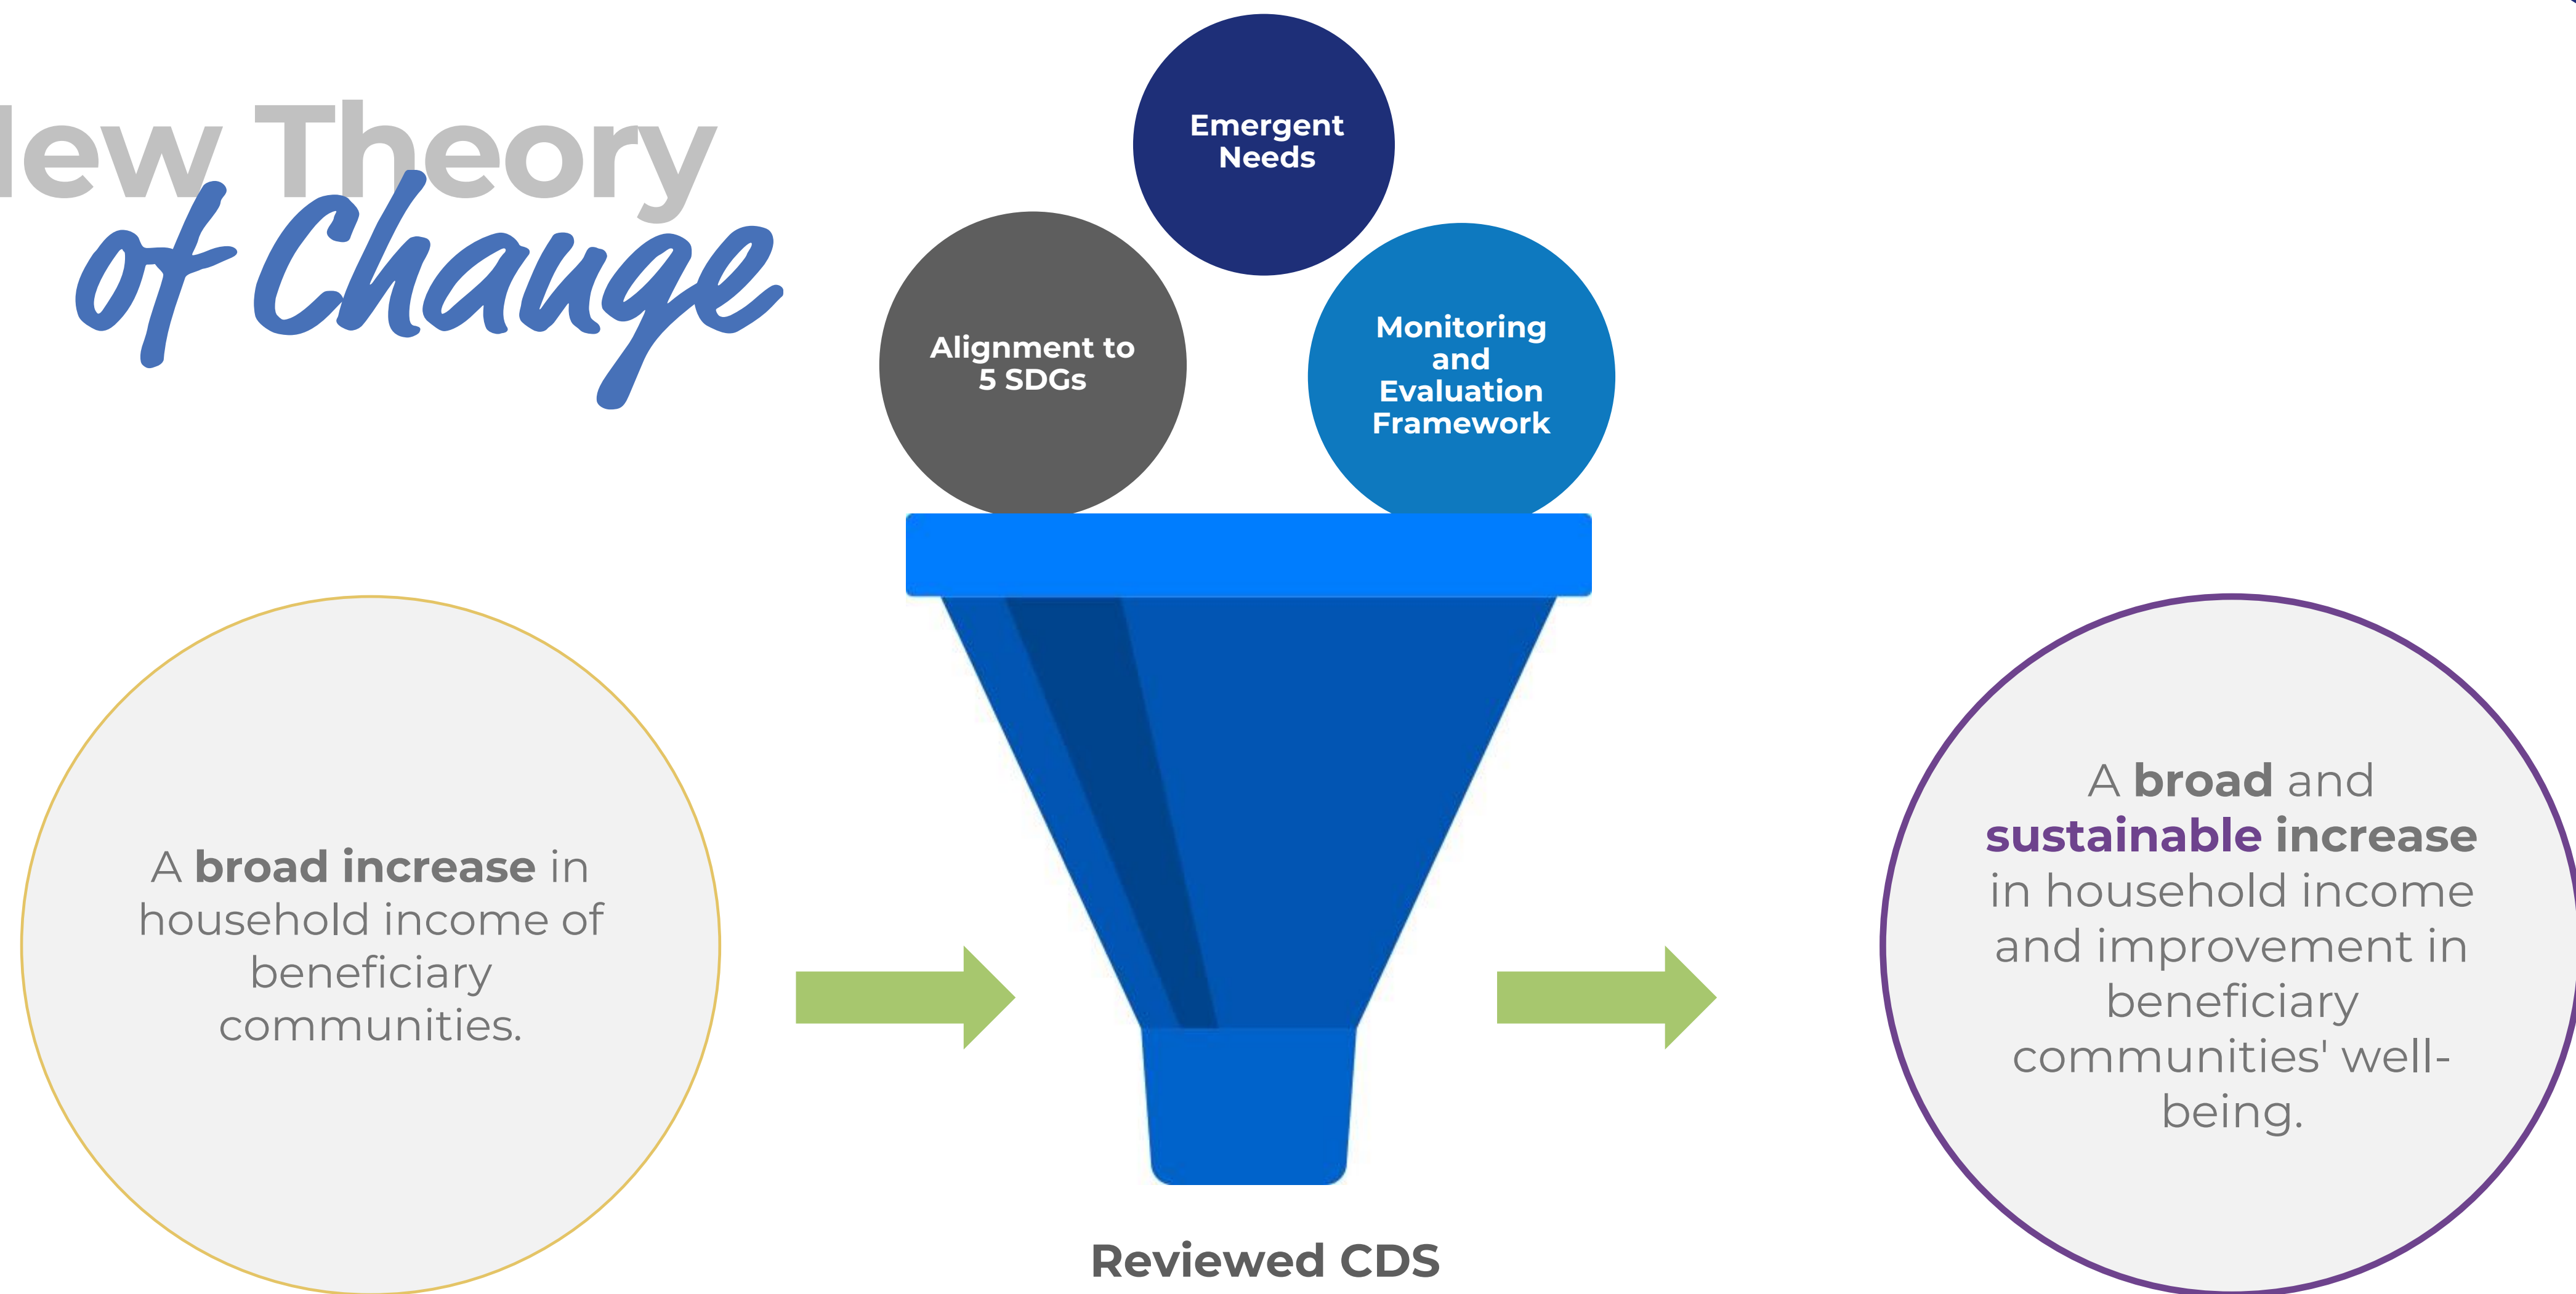 ew Theory
of Change
Emergent
Needs
Alignment to
5 SDGs
Monitoring
and
Evaluation
Framework
A broad increase in
household income of
beneficiary
communities.
A broad and
sustainable increase
in household income
and improvement in
beneficiary
communities' well-
being.
Reviewed CDS